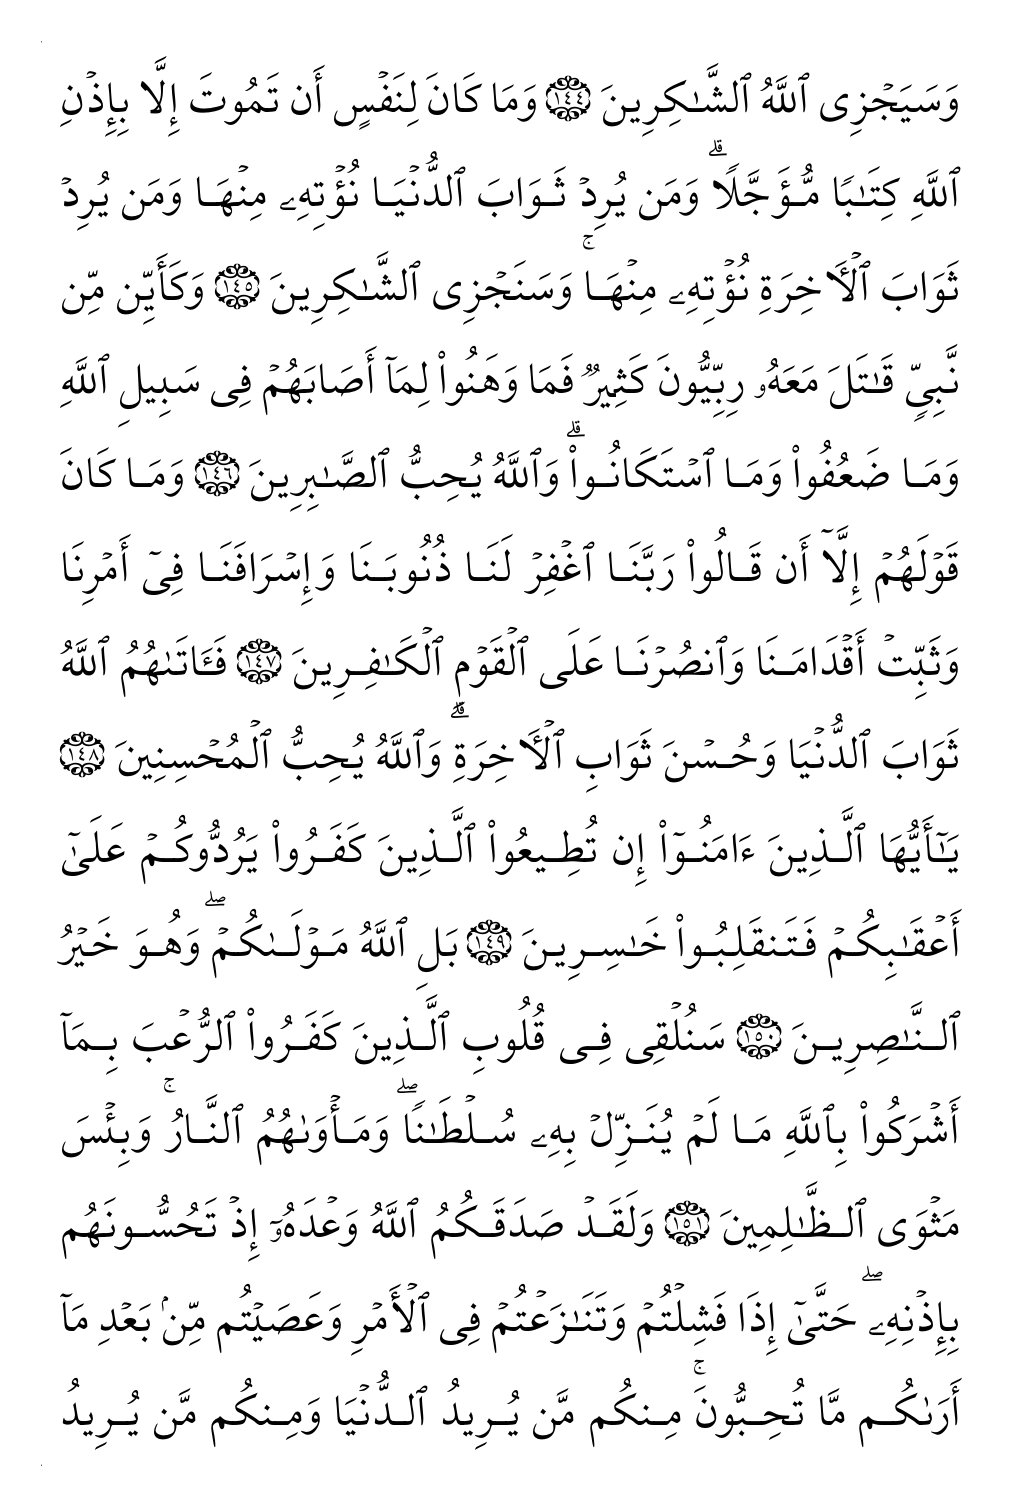 وَسَيَجۡزِى ٱللَّهُ ٱلشَّـٰكِرِينَ ١٤٤ وَمَا كَانَ لِنَفۡسٍ أَن تَمُوتَ إِلَّا بِإِذۡنِ
ٱللَّهِ كِتَـٰبًا مُّؤَجَّلًاۗ وَمَن يُرِدۡ ثَوَابَ ٱلدُّنۡيَا نُؤۡتِهِۦ مِنۡهَا وَمَن يُرِدۡ
ثَوَابَ ٱلۡأَخِرَةِ نُؤۡتِهِۦ مِنۡهَاۚ وَسَنَجۡزِى ٱلشَّـٰكِرِينَ ١٤٥ وَكَأَيِّن مِّن
نَّبِىٍّ قَـٰتَلَ مَعَهُۥ رِبِّيُّونَ كَثِيرٌ فَمَا وَهَنُواْ لِمَآ أَصَابَهُمۡ فِى سَبِيلِ ٱللَّهِ
وَمَا ضَعُفُواْ وَمَا ٱسۡتَكَانُواْۗ وَٱللَّهُ يُحِبُّ ٱلصَّـٰبِرِينَ ١٤٦ وَمَا كَانَ
قَوۡلَهُمۡ إِلَّآ أَن قَالُواْ رَبَّنَا ٱغۡفِرۡ لَنَا ذُنُوبَنَا وَإِسۡرَافَنَا فِىٓ أَمۡرِنَا
وَثَبِّتۡ أَقۡدَامَنَا وَٱنصُرۡنَا عَلَى ٱلۡقَوۡمِ ٱلۡكَـٰفِرِينَ ١٤٧ فَـَٔاتَىٰهُمُ ٱللَّهُ
ثَوَابَ ٱلدُّنۡيَا وَحُسۡنَ ثَوَابِ ٱلۡأَخِرَةِۗ وَٱللَّهُ يُحِبُّ ٱلۡمُحۡسِنِينَ ١٤٨
يَـٰٓأَيُّهَا ٱلَّذِينَ ءَامَنُوٓاْ إِن تُطِيعُواْ ٱلَّذِينَ كَفَرُواْ يَرُدُّوكُمۡ عَلَىٰٓ
أَعۡقَـٰبِكُمۡ فَتَنقَلِبُواْ خَـٰسِرِينَ ١٤٩ بَلِ ٱللَّهُ مَوۡلَىٰكُمۡۖ وَهُوَ خَيۡرُ
ٱلنَّـٰصِرِينَ ١٥٠ سَنُلۡقِى فِى قُلُوبِ ٱلَّذِينَ كَفَرُواْ ٱلرُّعۡبَ بِمَآ
أَشۡرَكُواْ بِٱللَّهِ مَا لَمۡ يُنَزِّلۡ بِهِۦ سُلۡطَـٰنًاۖ وَمَأۡوَىٰهُمُ ٱلنَّارُۚ وَبِئۡسَ
مَثۡوَى ٱلظَّـٰلِمِينَ ١٥١ وَلَقَدۡ صَدَقَكُمُ ٱللَّهُ وَعۡدَهُۥٓ إِذۡ تَحُسُّونَهُم
بِإِذۡنِهِۦۖ حَتَّىٰٓ إِذَا فَشِلۡتُمۡ وَتَنَـٰزَعۡتُمۡ فِى ٱلۡأَمۡرِ وَعَصَيۡتُم مِّنۢ بَعۡدِ مَآ
أَرَىٰكُم مَّا تُحِبُّونَۚ مِنكُم مَّن يُرِيدُ ٱلدُّنۡيَا وَمِنكُم مَّن يُرِيدُ